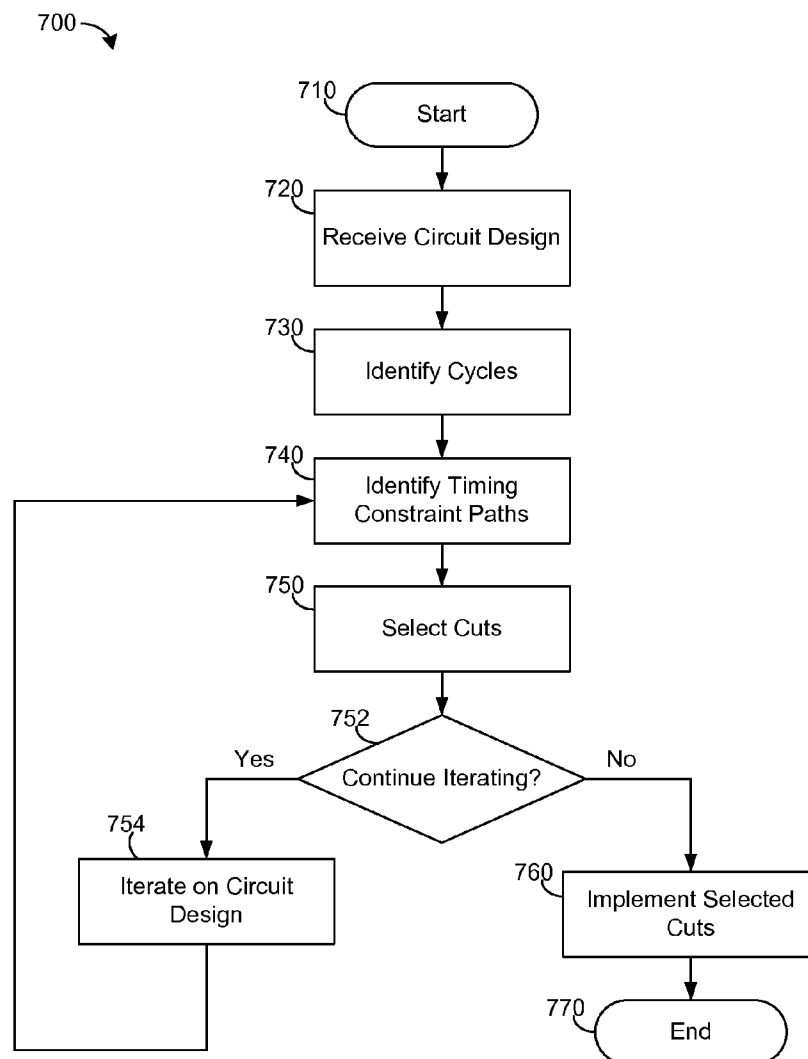 700
710
Start
720
Receive Circuit Design
730
Identify Cycles
740
Identify Timing
Constraint Paths
750
Select Cuts
752
Yes
Continue Iterating?
No
754
Iterate on Circuit
Design
760
Implement Selected
Cuts
770
End